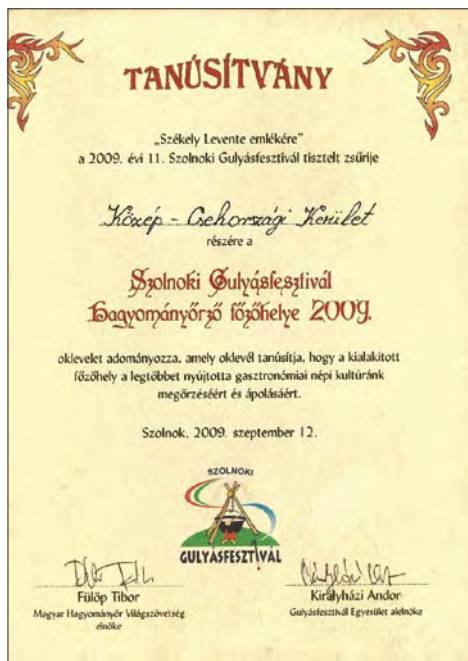 TANÚSÍTVÁNY
„Székely Levente emlékére”
a 2009. évi 11. Szolnoki Gulyásfesztivál tisztelt zsűrije
Közép - Csehországi Kerület
részére a
Szolnoki Gulyásfesztivál
Hagyományőrző főzőhelye 2009.
oklevelet adományozza, amely oklevél tanúsítja, hogy a kialakított
főzőhely a legtöbbet nyújtotta gasztronómiai népi kultúránk
megőrzéséért és ápolásáért.
Szolnok, 2009. szeptember 12.
SZOLNOKI
GULYÁSFESZTIVÁL
Fülöp Tibor
Magyar Hagyományőr Világszövetség
elnöke
Királyházi Andor
Gulyásfesztivál Egyesület alelnöke